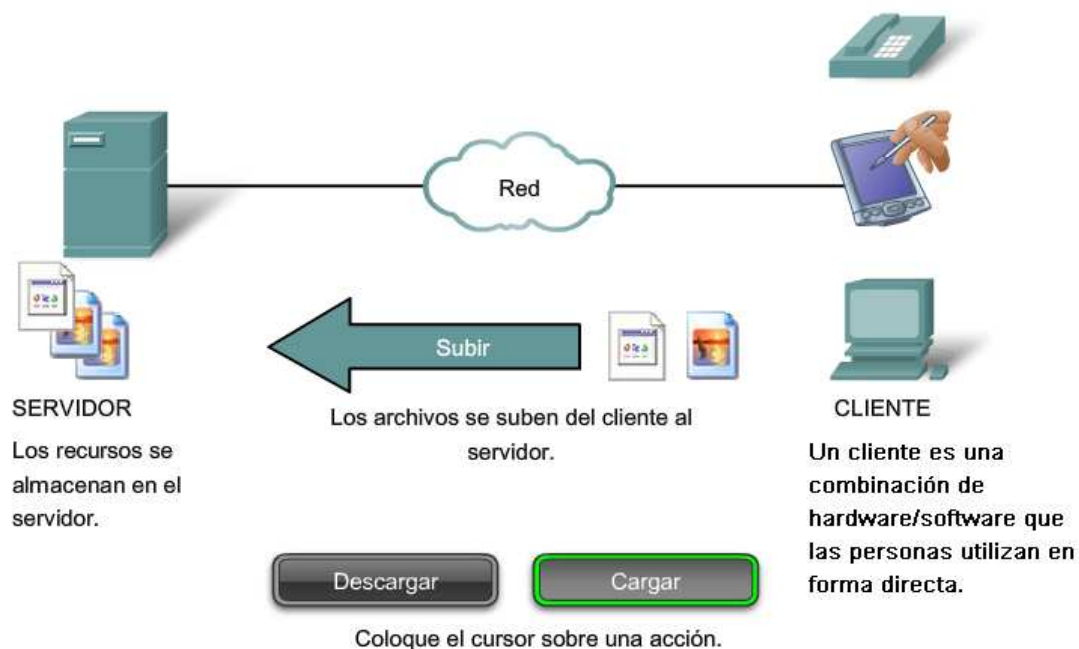 Red
Subir
SERVIDOR
Los recursos se
almacenan en el
servidor.
Los archivos se suben del cliente al
servidor.
CLIENTE
Un cliente es una
combinación de
hardware/software que
las personas utilizan en
forma directa.
Descargar
Cargar
Coloque el cursor sobre una acción.